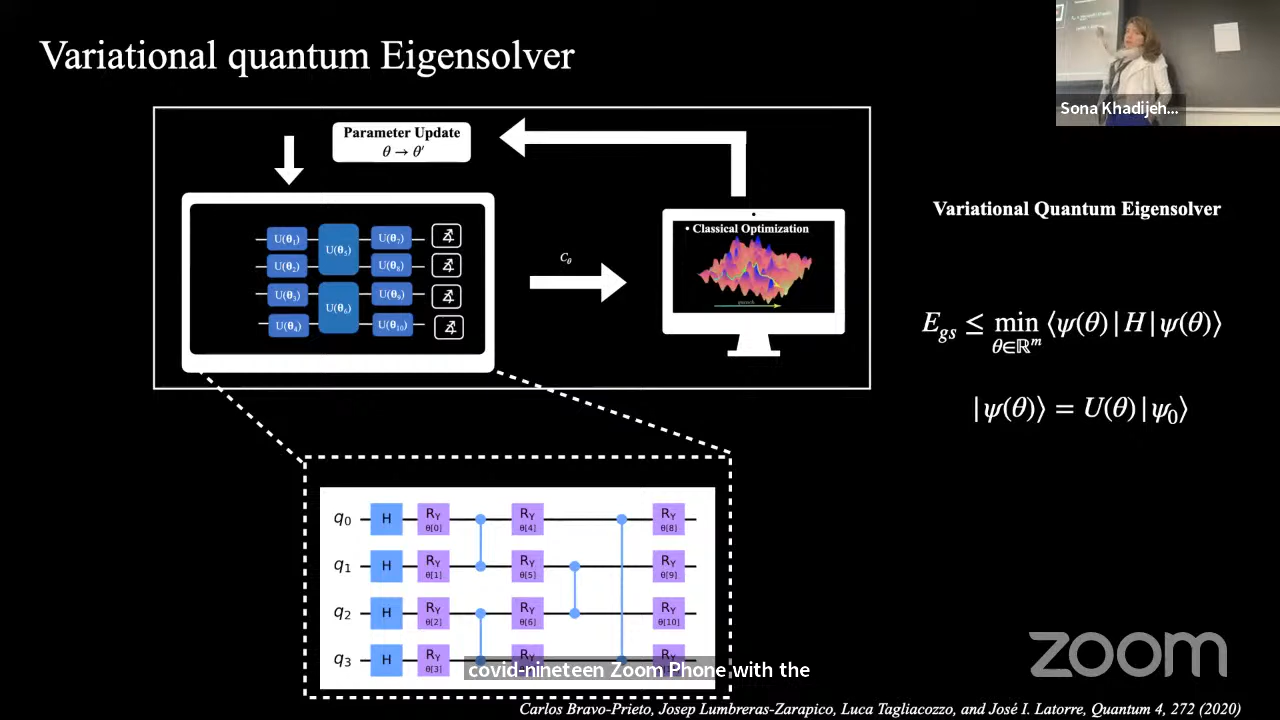 Variational quantum Eigensolver
Sona Khadijeh...
Parameter Update
θ → θ′
U(θ₁)
U(θ₂)
U(θ₃)
U(θ₄)
U(θ₅)
U(θ₆)
U(θ₇)
U(θ₈)
U(θ₉)
U(θ₁₀)
C_θ
• Classical Optimization
Variational Quantum Eigensolver
E_gs ≤ min_{θ∈ℝ^m} ⟨ψ(θ)|H|ψ(θ)⟩
|ψ(θ)⟩ = U(θ)|ψ₀⟩
q₀ H R_Y θ[0] R_Y θ[4] R_Y θ[8]
q₁ H R_Y θ[1] R_Y θ[5] R_Y θ[9]
q₂ H R_Y θ[2] R_Y θ[6] R_Y θ[10]
q₃ H R_Y θ[3]
covid-nineteen Zoom Phone with the
zoom
Carlos Bravo-Prieto, Josep Lumbreras-Zarapico, Luca Tagliacozzo, and José I. Latorre, Quantum 4, 272 (2020)